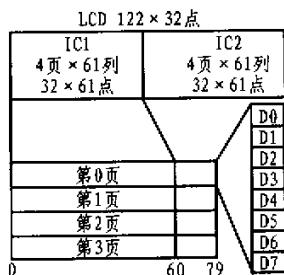 LCD 122×32点
IC1
4页×61列
32×61点
IC2
4页×61列
32×61点
D0
D1
D2
D3
D4
D5
D6
D7
第0页
第1页
第2页
第3页
0
60
79